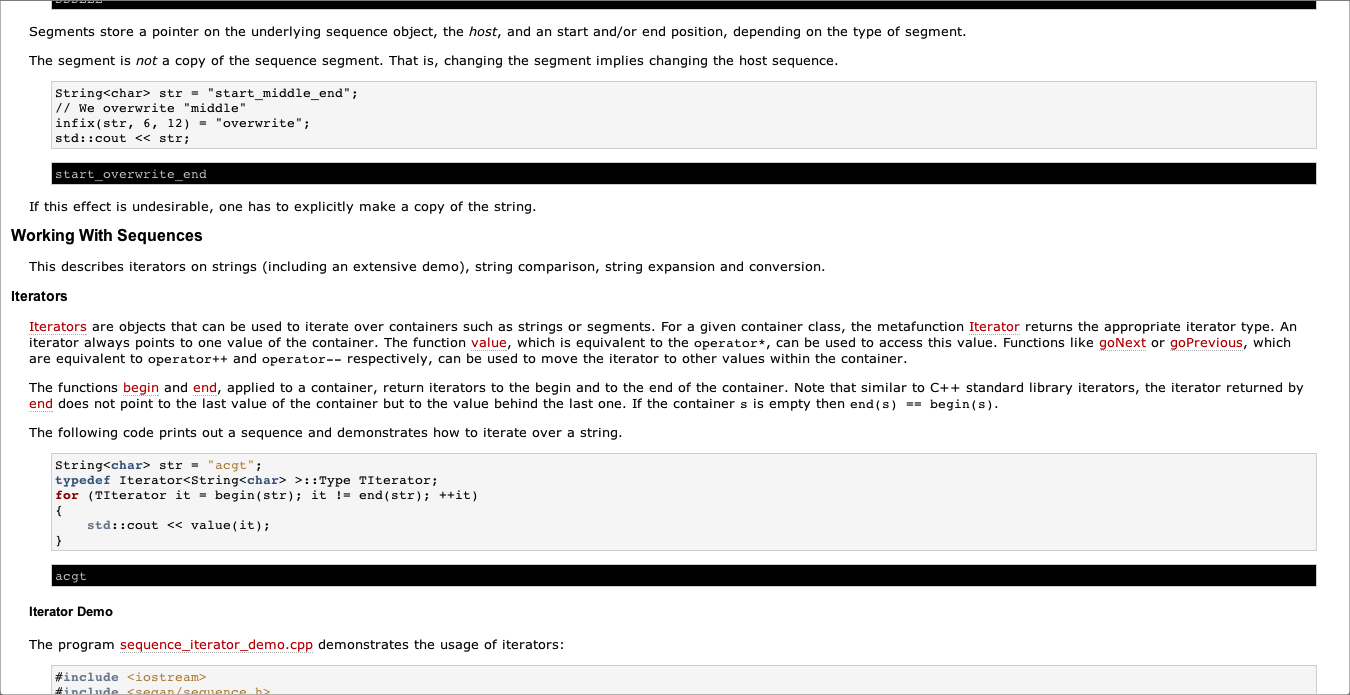 Segments store a pointer on the underlying sequence object, the host, and an start and/or end position, depending on the type of segment.
The segment is not a copy of the sequence segment. That is, changing the segment implies changing the host sequence.
String<char> str = "start_middle_end";
// We overwrite "middle"
infix(str, 6, 12) = "overwrite";
std::cout << str;
start_overwrite_end
If this effect is undesirable, one has to explicitly make a copy of the string.
Working With Sequences
This describes iterators on strings (including an extensive demo), string comparison, string expansion and conversion.
Iterators
Iterators are objects that can be used to iterate over containers such as strings or segments. For a given container class, the metafunction Iterator returns the appropriate iterator type. An
iterator always points to one value of the container. The function value, which is equivalent to the operator*, can be used to access this value. Functions like goNext or goPrevious, which
are equivalent to operator++ and operator-- respectively, can be used to move the iterator to other values within the container.
The functions begin and end, applied to a container, return iterators to the begin and to the end of the container. Note that similar to C++ standard library iterators, the iterator returned by
end does not point to the last value of the container but to the value behind the last one. If the container s is empty then end(s) == begin(s).
The following code prints out a sequence and demonstrates how to iterate over a string.
String<char> str = "acgt";
typedef Iterator<String<char> >::Type TIterator;
for (TIterator it = begin(str); it != end(str); ++it)
{
    std::cout << value(it);
}
acgt
Iterator Demo
The program sequence_iterator_demo.cpp demonstrates the usage of iterators:
#include <iostream>
#include <seqan/sequence.h>